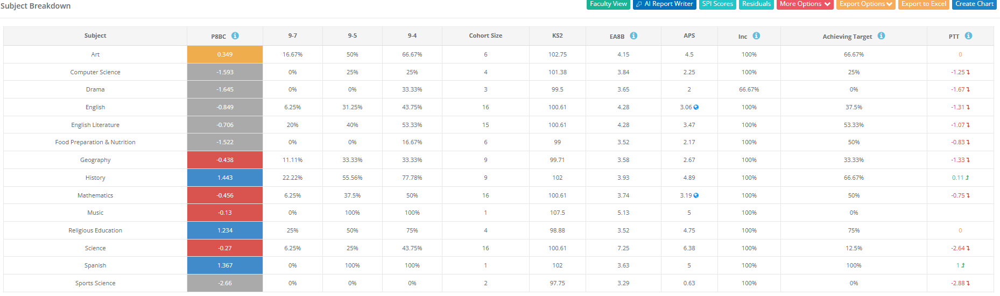 Subject Breakdown
Faculty View AI Report Writer SPI Scores Residuals More Options Export Options Export to Excel Create Chart
Subject P8BC 9-7 9-5 9-4 Cohort Size KS2 EA8B APS Inc Achieving Target PTT
Art 0.349 16.67% 50% 66.67% 6 102.75 4.15 4.5 100% 66.67% 0
Computer Science -1.593 0% 25% 25% 4 101.38 3.84 2.25 100% 25% -1.25
Drama -1.645 0% 0% 33.33% 3 99.5 3.65 2 66.67% 0% -1.67
English -0.849 6.25% 31.25% 43.75% 16 100.61 4.28 3.06 100% 37.5% -1.31
English Literature -0.706 20% 40% 53.33% 15 100.61 4.28 3.47 100% 53.33% -1.07
Food Preparation & Nutrition -1.522 0% 0% 16.67% 6 99 3.52 2.17 100% 50% -0.83
Geography -0.438 11.11% 33.33% 33.33% 9 99.71 3.58 2.67 100% 33.33% -1.33
History 1.443 22.22% 55.56% 77.78% 9 102 3.93 4.89 100% 66.67% 0.11
Mathematics -0.456 6.25% 37.5% 50% 16 100.61 3.74 3.19 100% 50% -0.75
Music -0.13 0% 100% 100% 1 107.5 5.13 5 100% 0%
Religious Education 1.234 25% 50% 75% 4 98.88 3.52 4.75 100% 75% 0
Science -0.27 6.25% 25% 43.75% 16 100.61 7.25 6.38 100% 12.5% -2.64
Spanish 1.367 0% 100% 100% 1 102 3.63 5 100% 100% 1
Sports Science -2.66 0% 0% 0% 2 97.75 3.29 0.63 100% 0% -2.88